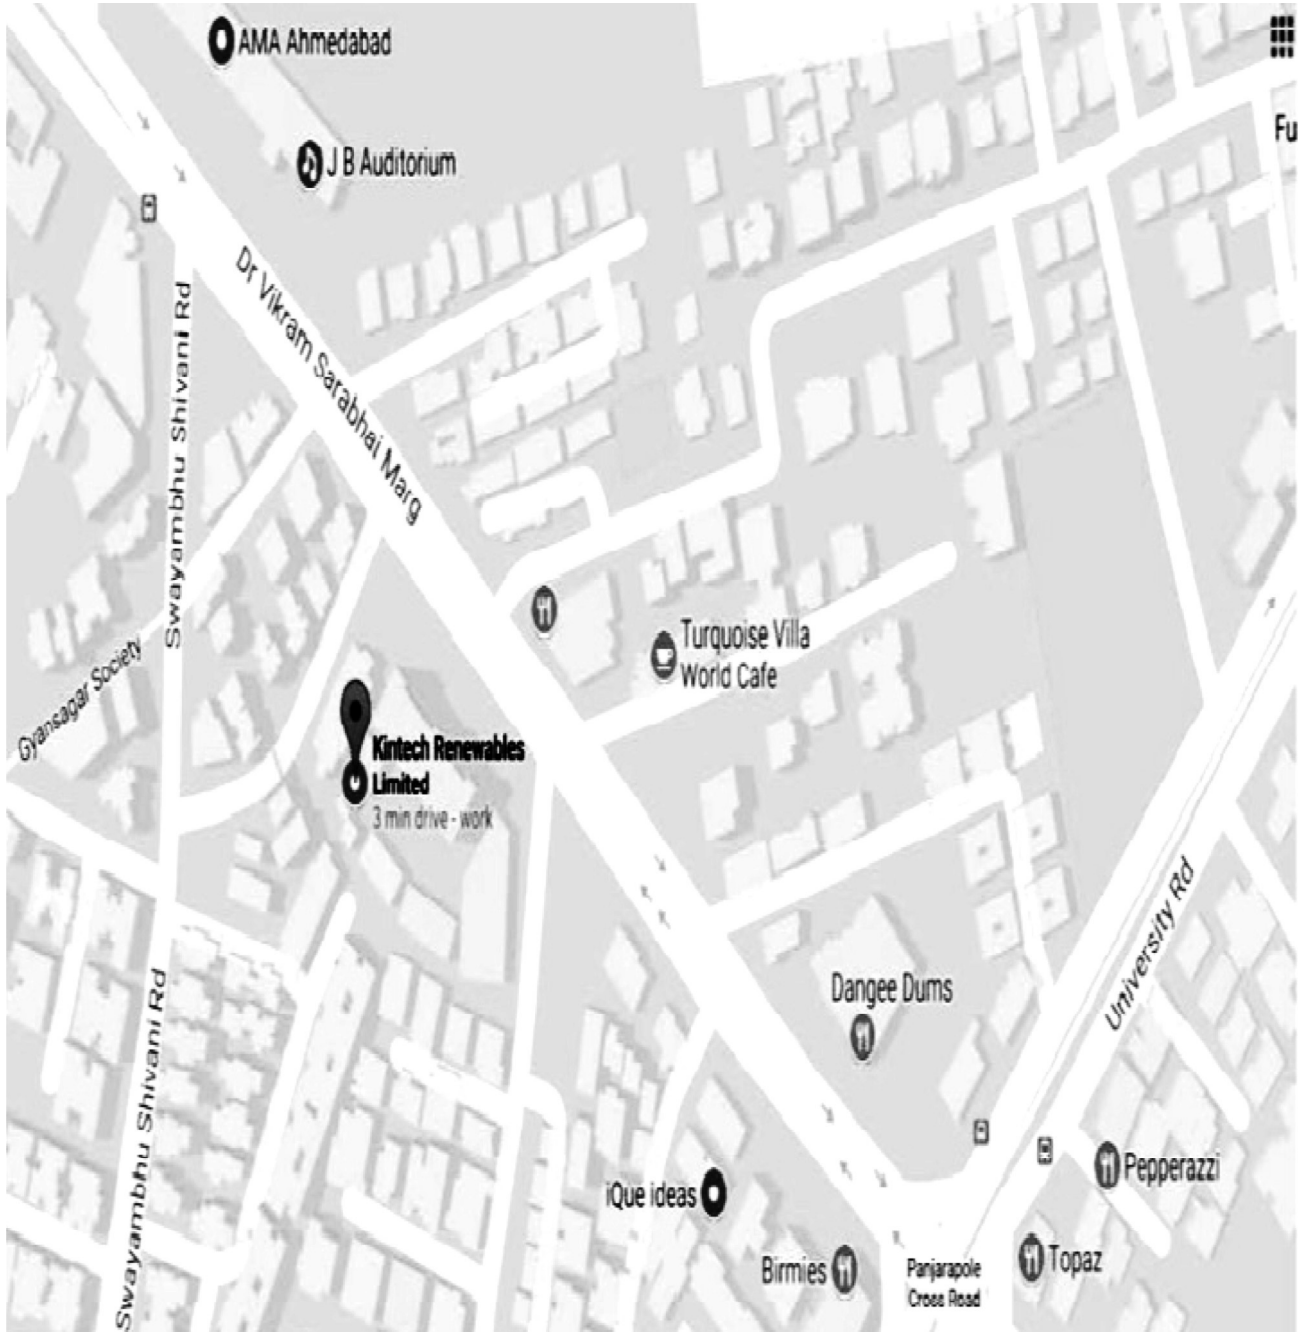 AMA Ahmedabad
Fu
J B Auditorium
Dr Vikram Sarabhai Marg
Swayambhu Shivani Rd
Turquoise Villa
World Cafe
Gyansagar Society
Kintech Renewables
Limited
3 min drive - work
University Rd
Dangee Dums
Swayambhu Shivani Rd
Pepperazzi
iQue ideas
Topaz
Birmies
Panjarapole
Cross Road